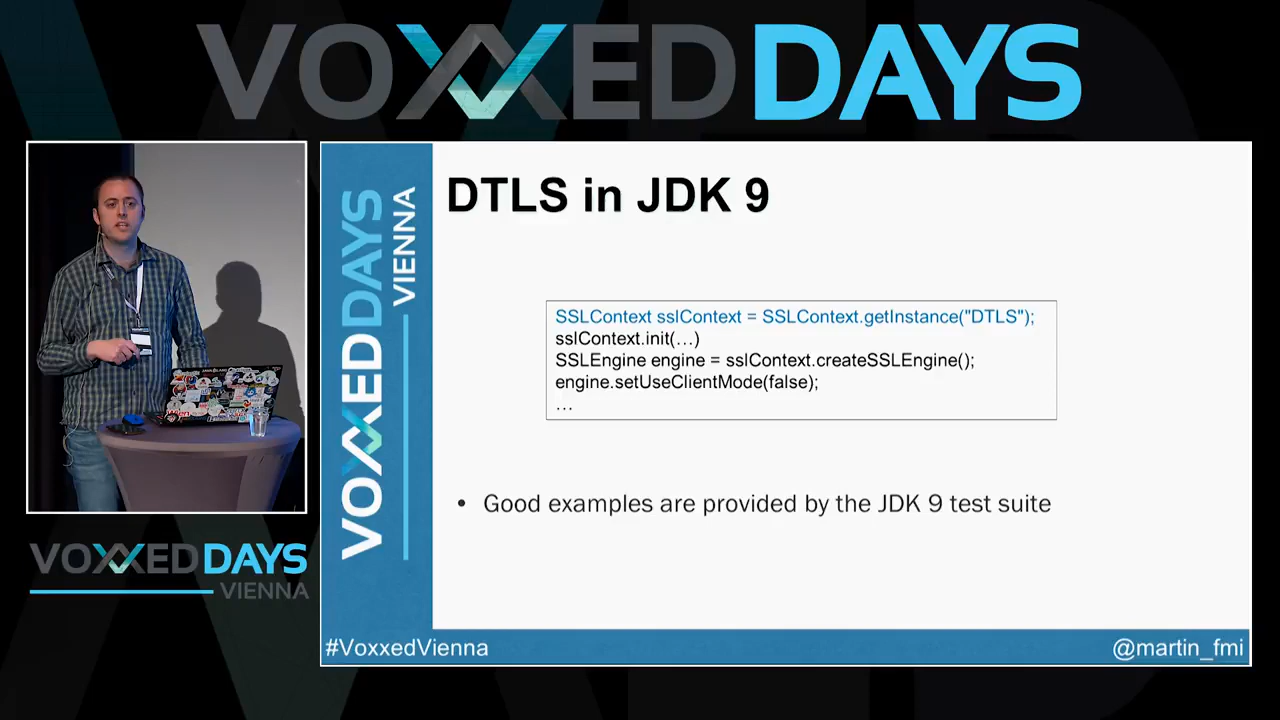 VOXXED DAYS
VOXXED DAYS
VIENNA
DTLS in JDK 9
SSLContext sslContext = SSLContext.getInstance("DTLS");
sslContext.init(…)
SSLEngine engine = sslContext.createSSLEngine();
engine.setUseClientMode(false);
…
• Good examples are provided by the JDK 9 test suite
VOXXED DAYS
VIENNA
#VoxxedVienna
@martin_fmi